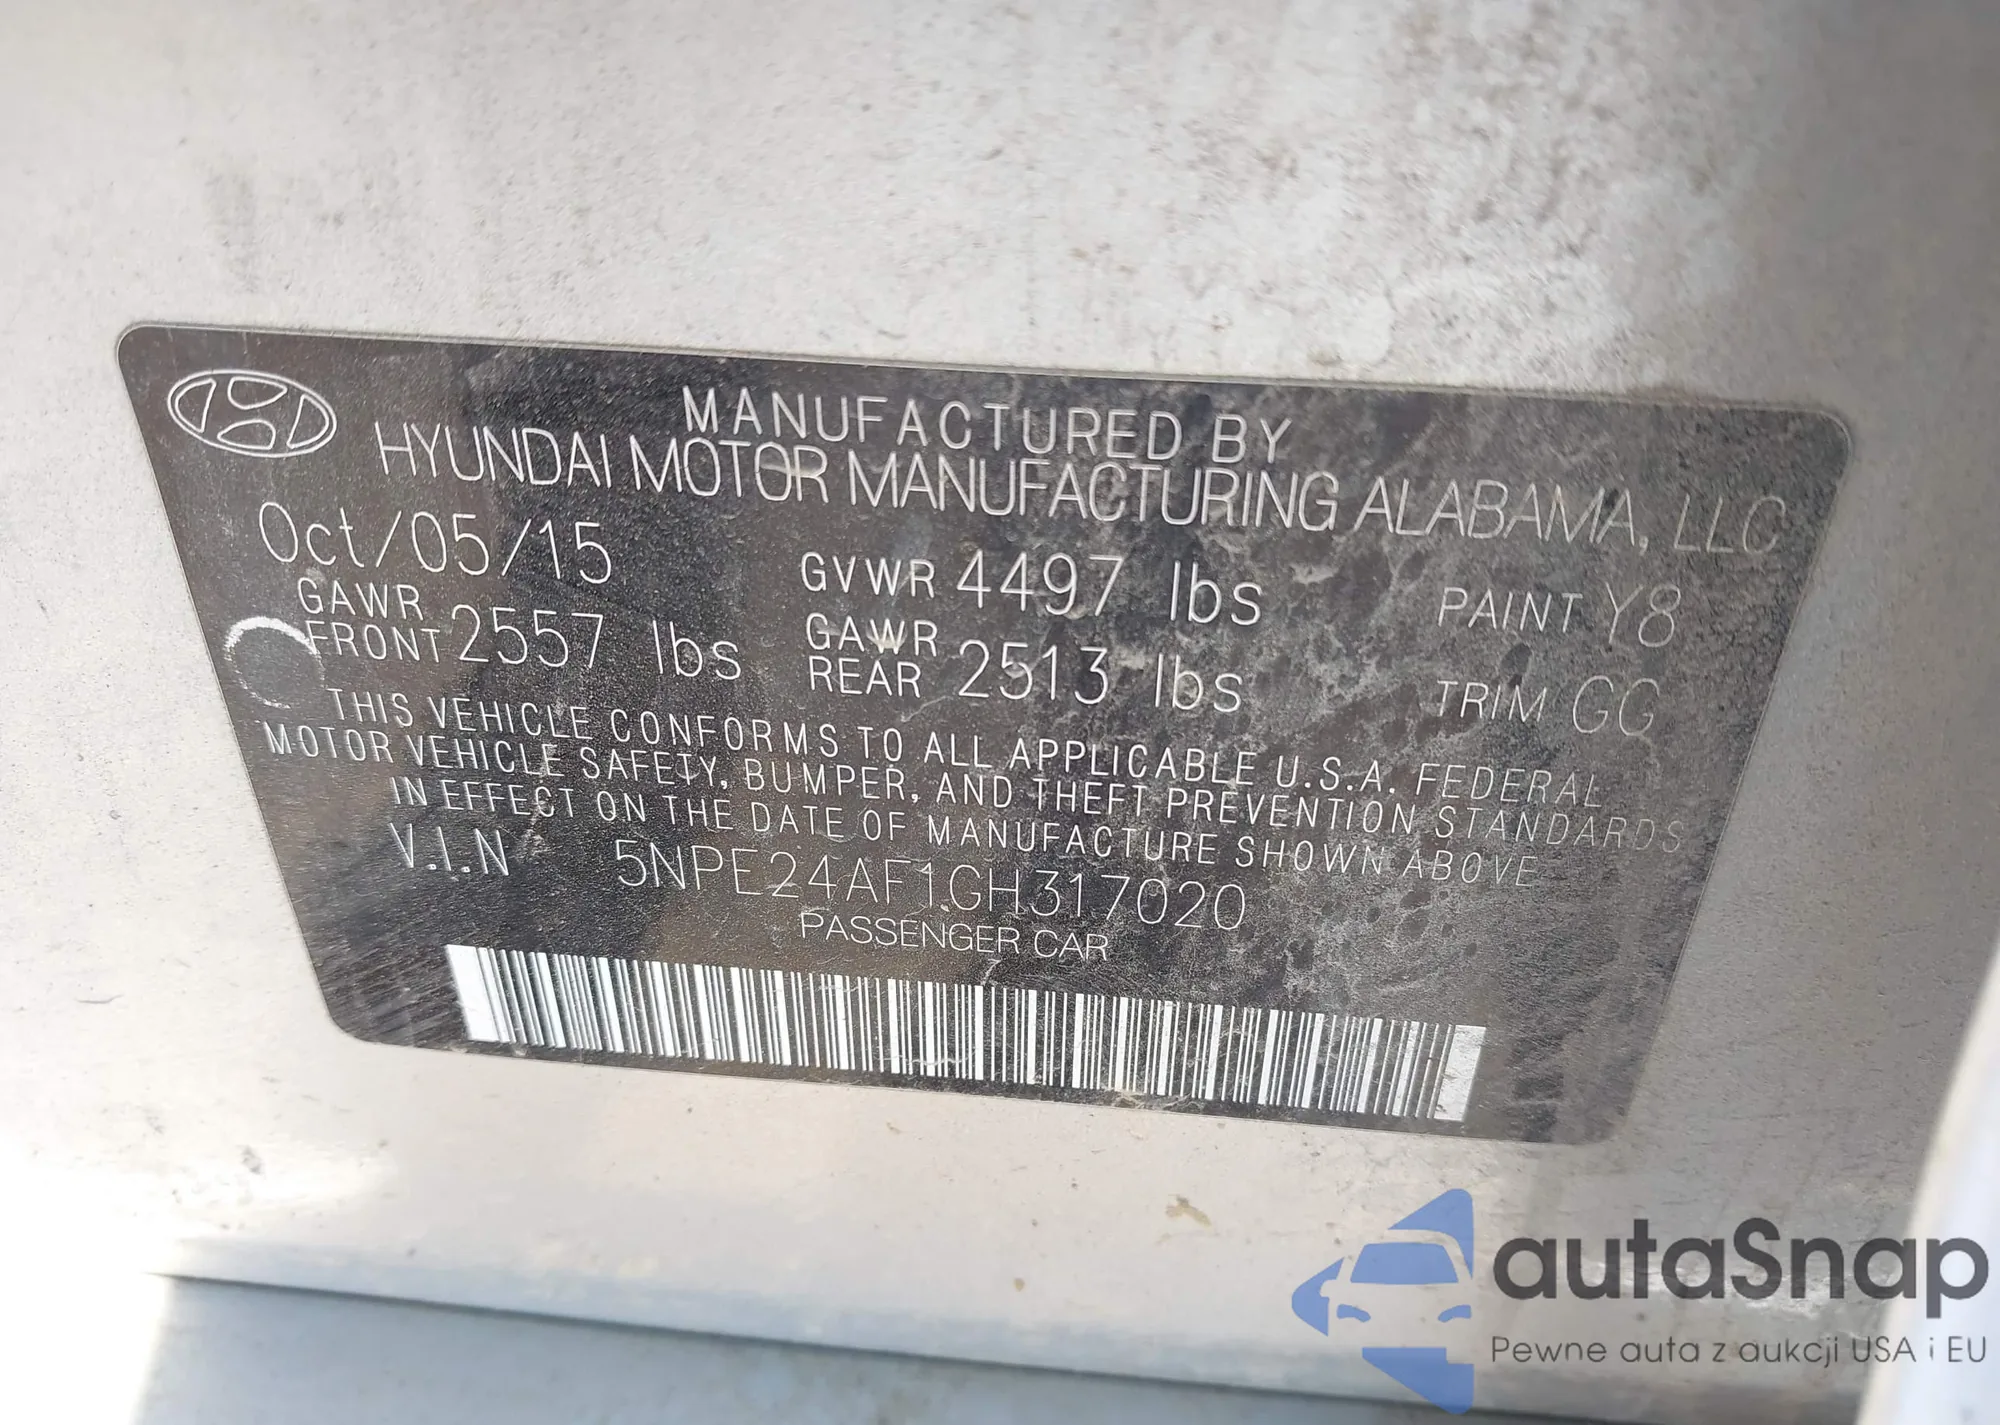 MANUFACTURED BY
HYUNDAI MOTOR MANUFACTURING ALABAMA, LLC
Oct/05/15 GVWR 4497 lbs PAINT Y8
GAWR FRONT 2557 lbs GAWR REAR 2513 lbs TRIM GG
THIS VEHICLE CONFORMS TO ALL APPLICABLE U.S.A. FEDERAL
MOTOR VEHICLE SAFETY, BUMPER, AND THEFT PREVENTION STANDARDS
IN EFFECT ON THE DATE OF MANUFACTURE SHOWN ABOVE
V.I.N 5NPE24AF1GH317020
PASSENGER CAR
autaSnap
Pewne auta z aukcji USA i EU